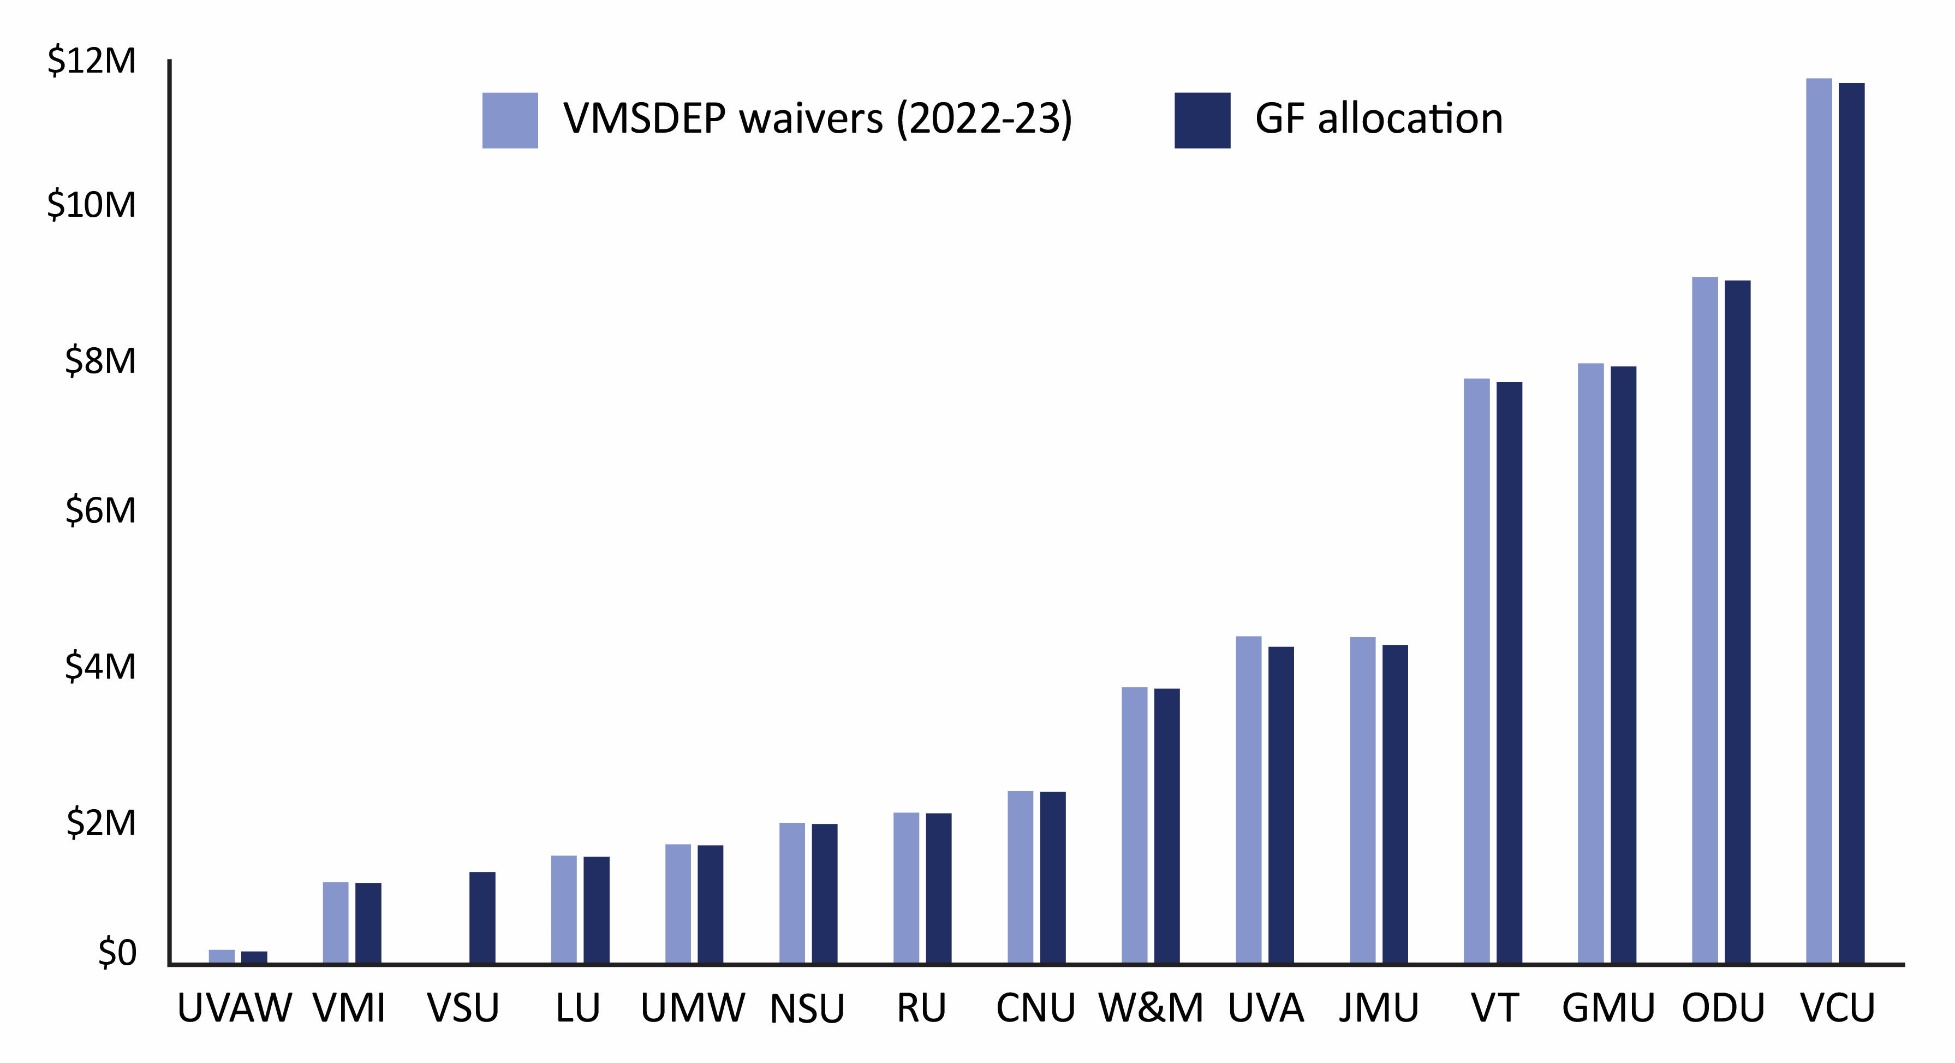 $12M
VMSDEP waivers (2022-23) GF allocation
$10M
$8M
$6M
$4M
$2M
$0
UVAW VMI VSU LU UMW NSU RU CNU W&M UVA JMU VT GMU ODU VCU